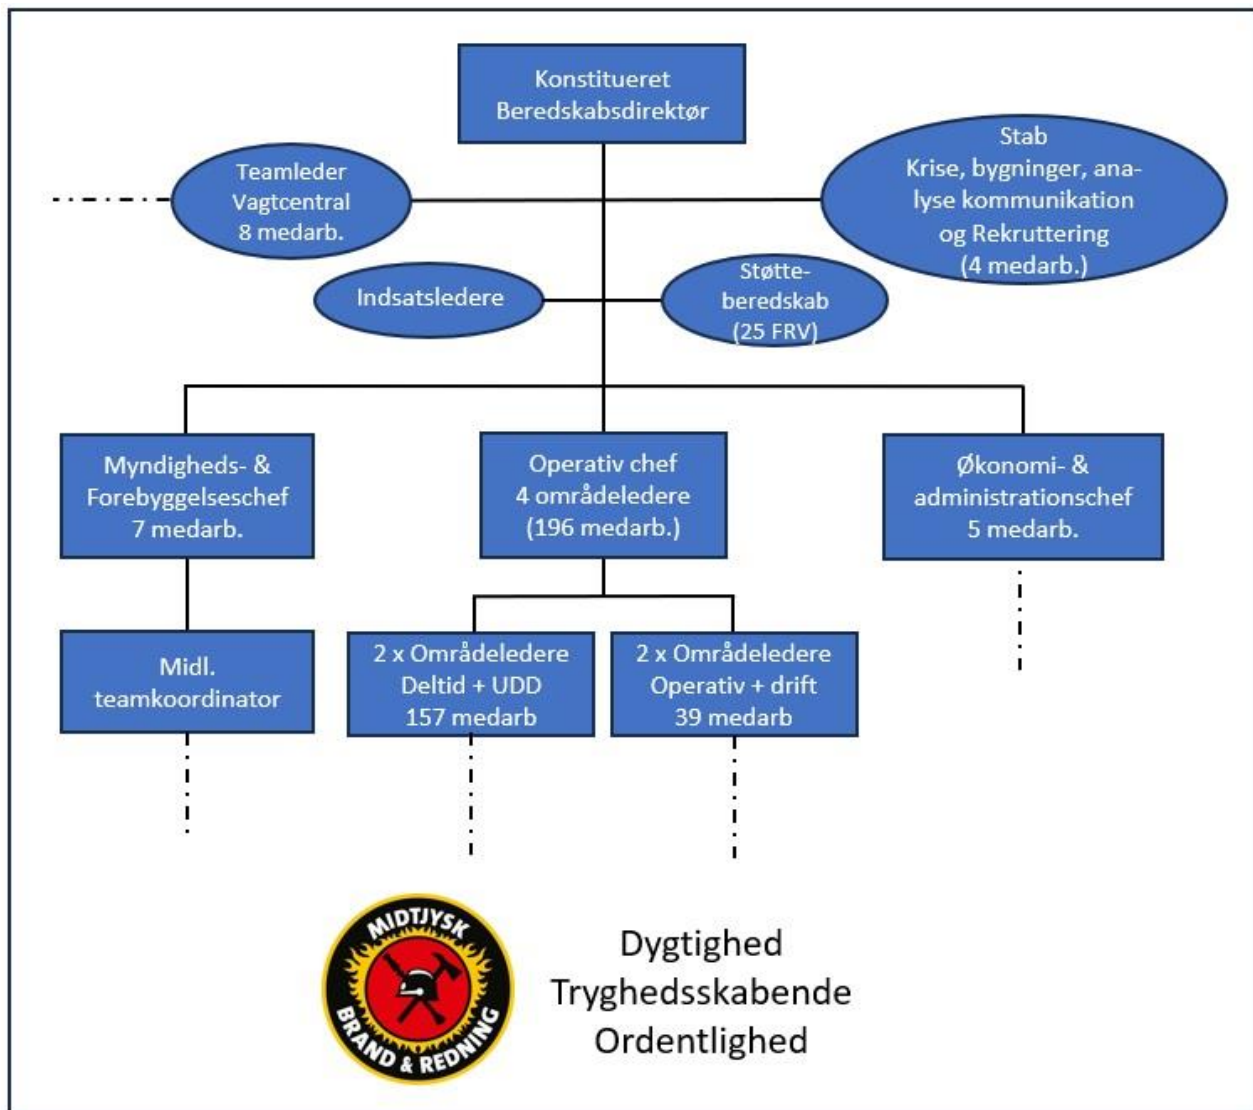 Konstitueret
Beredskabsdirektør
Teamleder
Vagtcentral
8 medarb.
Stab
Krise, bygninger, ana-
lyse kommunikation
og Rekruttering
(4 medarb.)
Indsatsledere
Støtte-
beredskab
(25 FRV)
Myndigheds- &
Forebyggelseschef
7 medarb.
Operativ chef
4 områdeledere
(196 medarb.)
Økonomi- &
administrationschef
5 medarb.
Midl.
teamkoordinator
2 x Områdeledere
Deltid + UDD
157 medarb
2 x Områdeledere
Operativ + drift
39 medarb
MIDTJYSK
BRAND & REDNING
Dygtighed
Tryghedsskabende
Ordentlighed